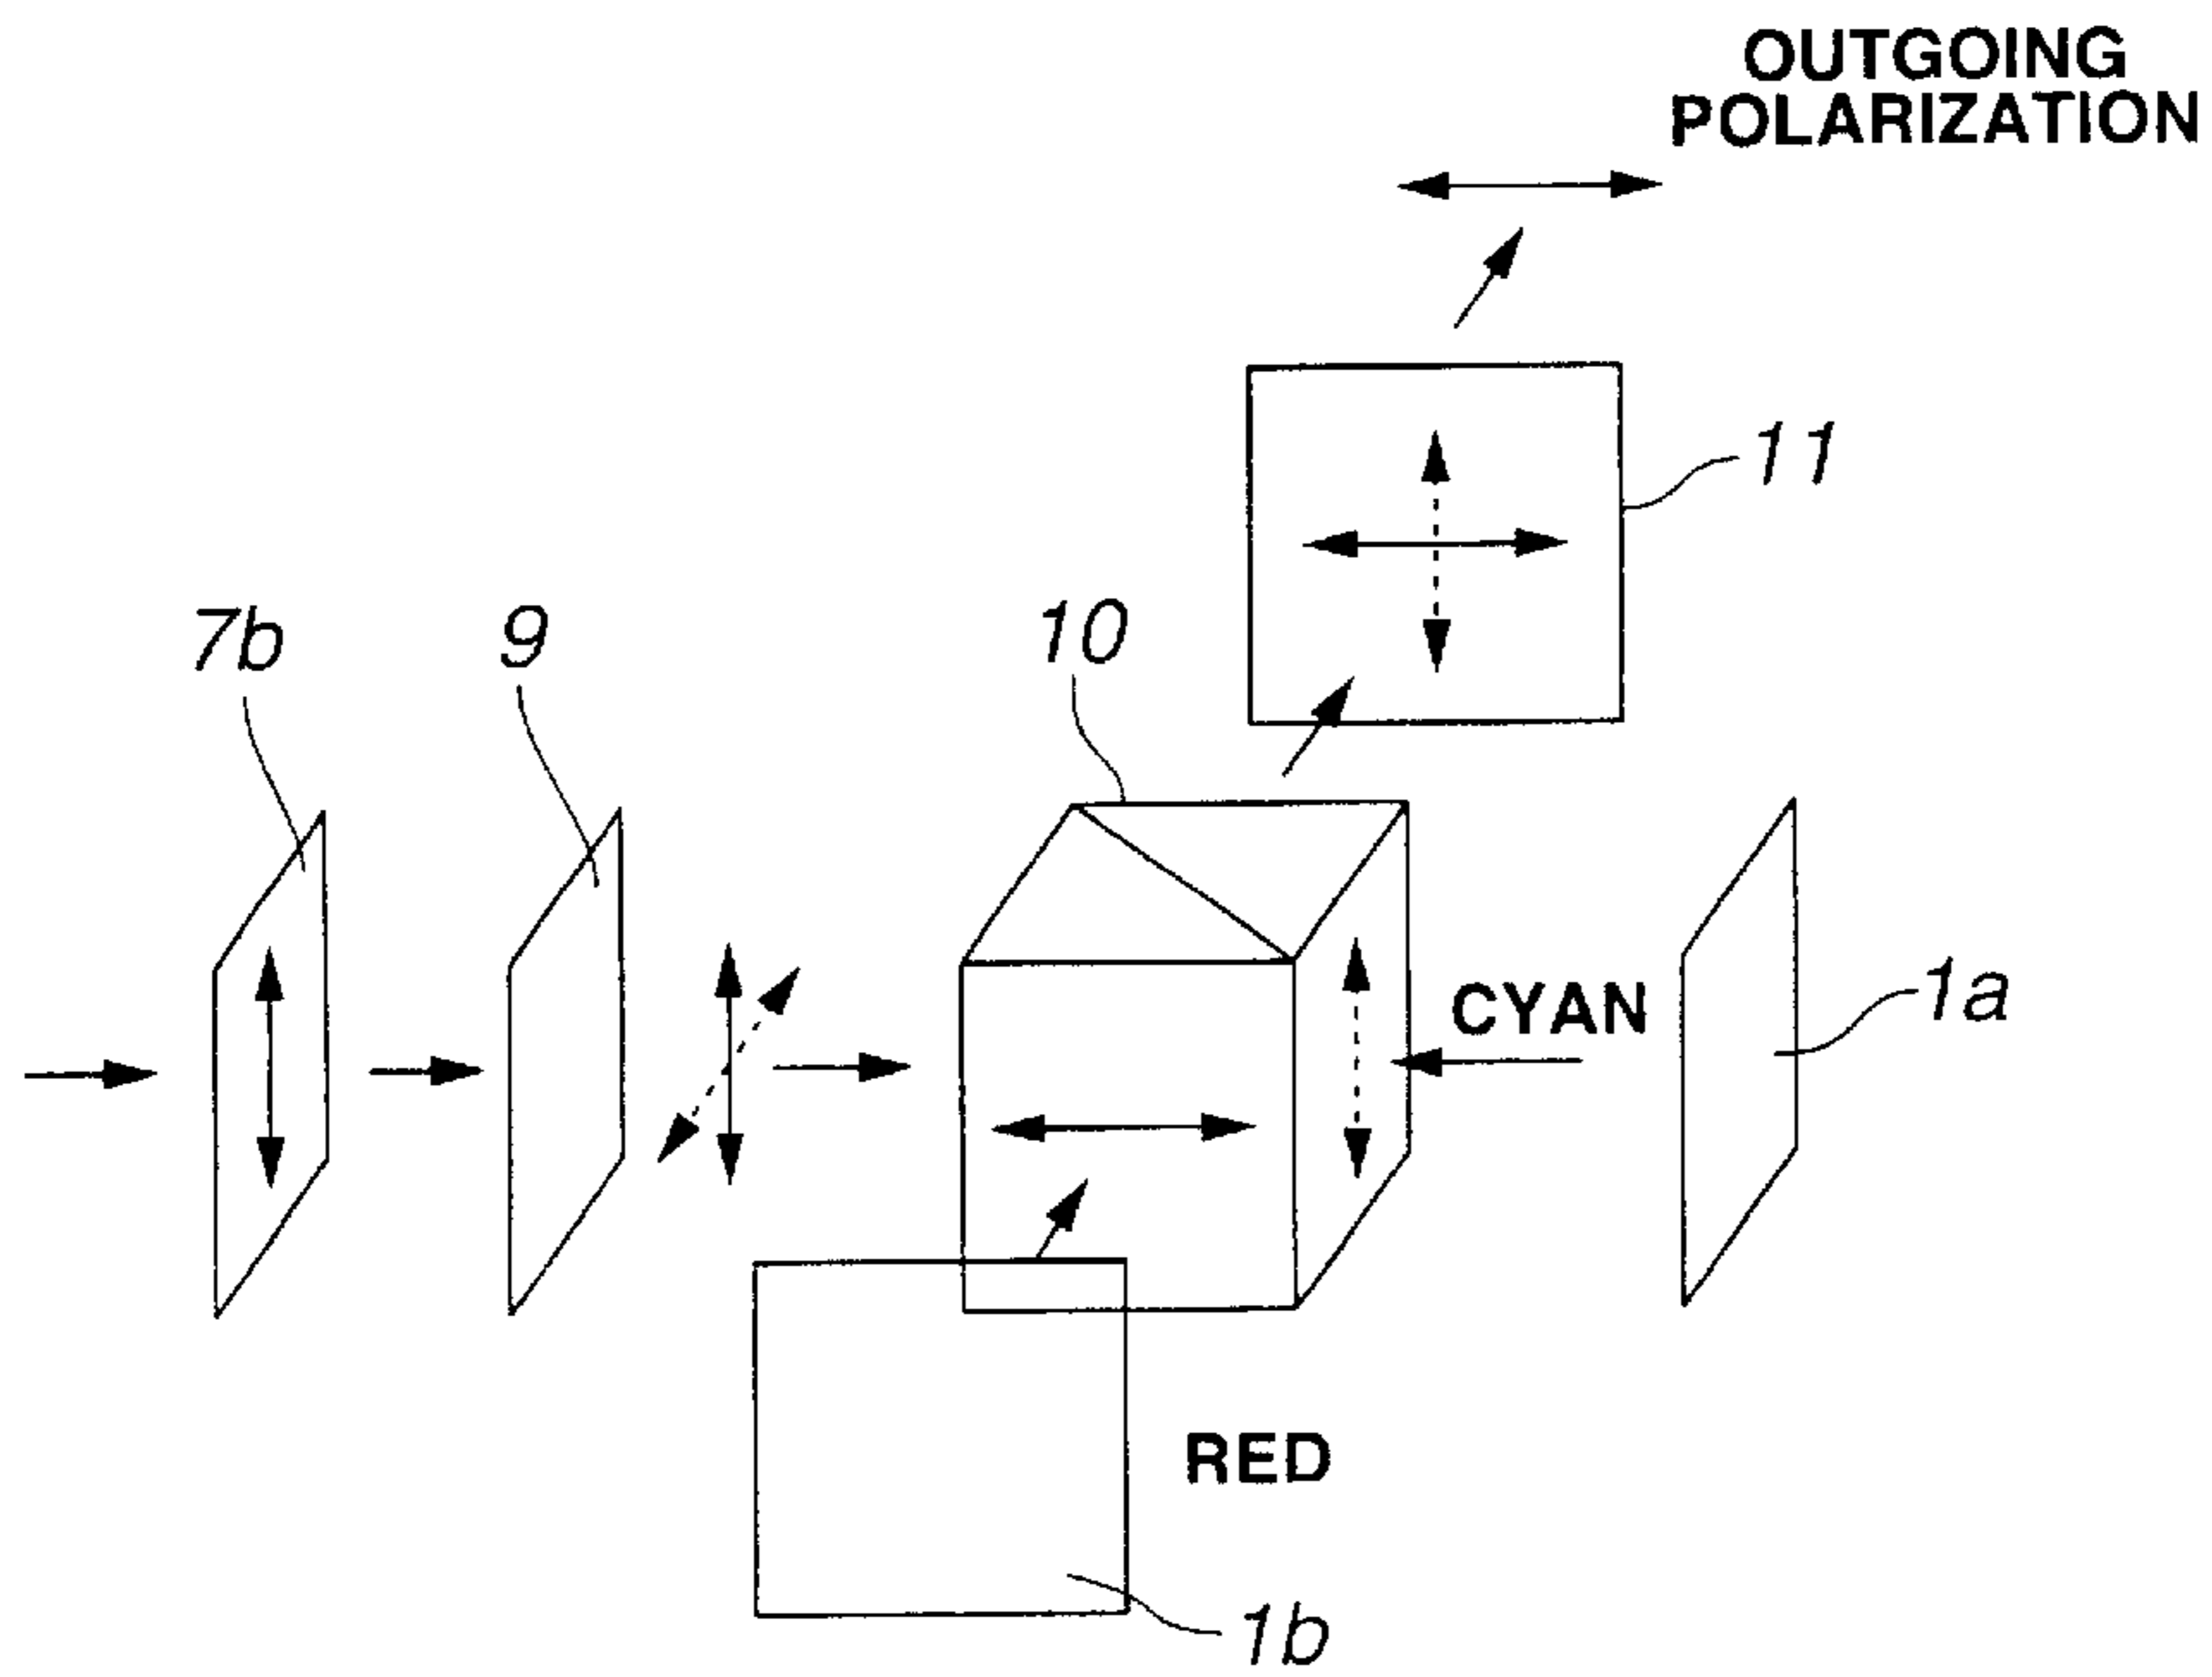 OUTGOING
POLARIZATION
11
7b
9
10
CYAN
1a
RED
1b